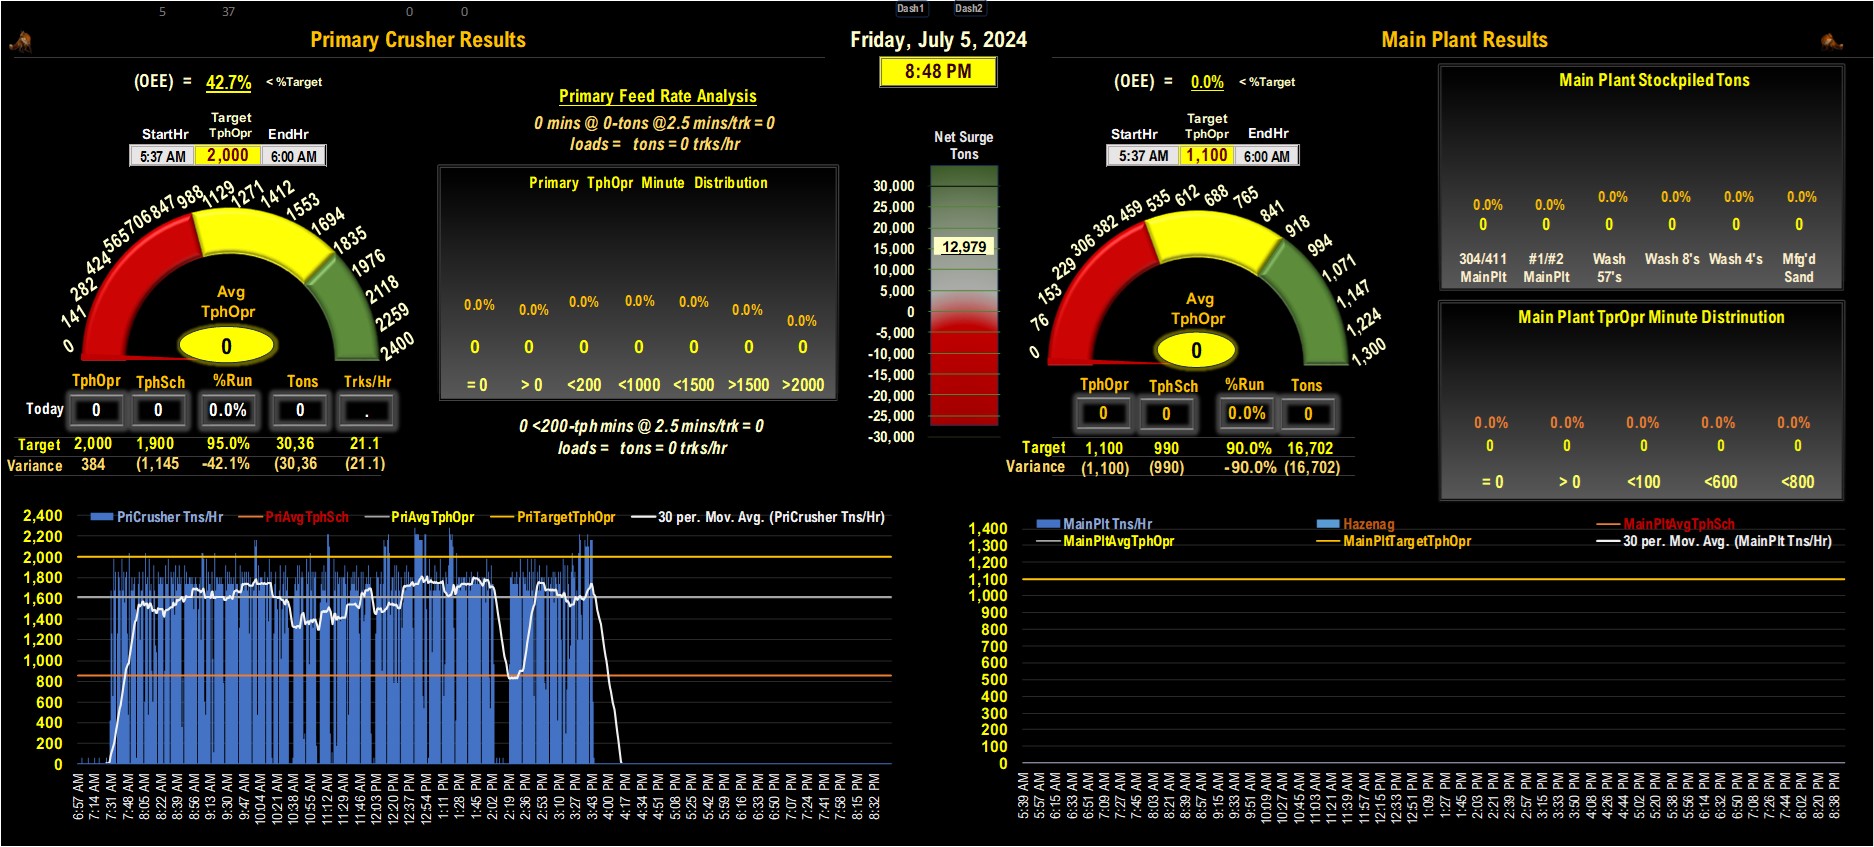 5 37 0 0 Dash1 Dash2
Primary Crusher Results
(OEE) = 42.7% < %Target
StartHr Target TphOpr EndHr
5:37 AM 2,000 6:00 AM
0 141 282 424 565 706 847 988 1129 1271 1412 1553 1694 1835 1976 2118 2259 2400
Avg
TphOpr
0
TphOpr TphSch %Run Tons Trks/Hr
Today 0 0 0.0% 0 .
Target 2,000 1,900 95.0% 30,36 21.1
Variance 384 (1,145 -42.1% (30,36 (21.1)
Primary Feed Rate Analysis
0 mins @ 0-tons @2.5 mins/trk = 0
loads = tons = 0 trks/hr
Primary TphOpr Minute Distribution
0.0% 0.0% 0.0% 0.0% 0.0% 0.0% 0.0%
0 0 0 0 0 0 0
= 0 > 0 <200 <1000 <1500 >1500 >2000
0 <200-tph mins @ 2.5 mins/trk = 0
loads = tons = 0 trks/hr
Friday, July 5, 2024
8:48 PM
Net Surge
Tons
30,000
25,000
20,000
15,000
12,979
10,000
5,000
0
-5,000
-10,000
-15,000
-20,000
-25,000
-30,000
Main Plant Results
(OEE) = 0.0% < %Target
StartHr Target TphOpr EndHr
5:37 AM 1,100 6:00 AM
0 76 153 229 306 382 459 535 612 688 765 841 918 994 1,071 1,147 1,224 1,300
Avg
TphOpr
0
TphOpr TphSch %Run Tons
0 0 0.0% 0
Target 1,100 990 90.0% 16,702
Variance (1,100) (990) -90.0% (16,702)
Main Plant Stockpiled Tons
0.0% 0.0% 0.0% 0.0% 0.0% 0.0%
0 0 0 0 0 0
304/411 #1/#2 Wash Wash 8's Wash 4's Mfg'd
MainPlt MainPlt 57's Sand
Main Plant TprOpr Minute Distrinution
0.0% 0.0% 0.0% 0.0% 0.0%
0 0 0 0 0
= 0 > 0 <100 <600 <800
PriCrusher Tns/Hr PriAvgTphSch PriAvgTphOpr PriTargetTphOpr 30 per. Mov. Avg. (PriCrusher Tns/Hr)
2,400
2,200
2,000
1,800
1,600
1,400
1,200
1,000
800
600
400
200
0
6:57 AM 7:14 AM 7:31 AM 7:48 AM 8:05 AM 8:22 AM 8:39 AM 8:56 AM 9:13 AM 9:30 AM 9:47 AM 10:04 AM 10:21 AM 10:38 AM 10:55 AM 11:12 AM 11:29 AM 11:46 AM 12:03 PM 12:20 PM 12:37 PM 12:54 PM 1:11 PM 1:28 PM 1:45 PM 2:02 PM 2:19 PM 2:36 PM 2:53 PM 3:10 PM 3:27 PM 3:43 PM 4:00 PM 4:17 PM 4:34 PM 4:51 PM 5:08 PM 5:25 PM 5:42 PM 5:59 PM 6:16 PM 6:33 PM 6:50 PM 7:07 PM 7:24 PM 7:41 PM 7:58 PM 8:15 PM 8:32 PM
MainPlt Tns/Hr Hazenag MainPltAvgTphSch
MainPltAvgTphOpr MainPltTargetTphOpr 30 per. Mov. Avg. (MainPlt Tns/Hr)
1,400
1,300
1,200
1,100
1,000
900
800
700
600
500
400
300
200
100
0
5:39 AM 5:57 AM 6:15 AM 6:33 AM 6:51 AM 7:09 AM 7:27 AM 7:45 AM 8:03 AM 8:21 AM 8:39 AM 8:57 AM 9:15 AM 9:33 AM 9:51 AM 10:09 AM 10:27 AM 10:45 AM 11:03 AM 11:21 AM 11:39 AM 11:57 AM 12:15 PM 12:33 PM 12:51 PM 1:09 PM 1:27 PM 1:45 PM 2:03 PM 2:21 PM 2:39 PM 2:57 PM 3:15 PM 3:33 PM 3:50 PM 4:08 PM 4:26 PM 4:44 PM 5:02 PM 5:20 PM 5:38 PM 5:56 PM 6:14 PM 6:32 PM 6:50 PM 7:08 PM 7:26 PM 7:44 PM 8:02 PM 8:20 PM 8:38 PM